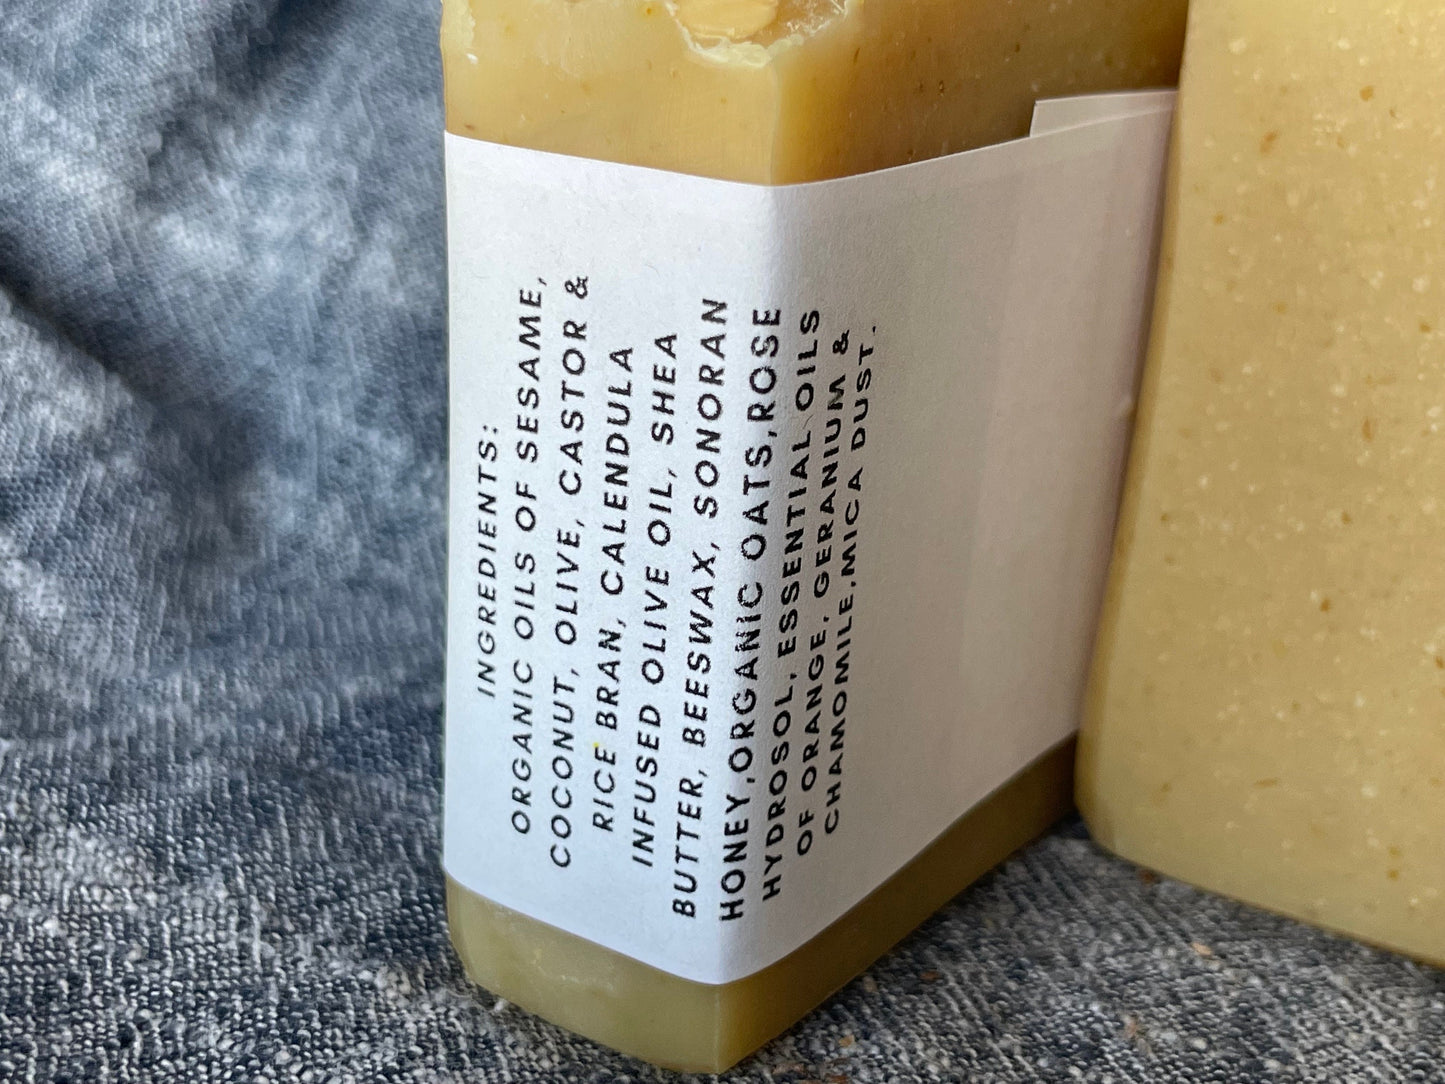 INGREDIENTS:
ORGANIC OILS OF SESAME,
COCONUT, OLIVE, CASTOR &
RICE BRAN, CALENDULA
INFUSED OLIVE OIL, SHEA
BUTTER, BEESWAX, SONORAN
HONEY,ORGANIC OATS,ROSE
HYDROSOL, ESSENTIAL OILS
OF ORANGE, GERANIUM &
CHAMOMILE,MICA DUST.